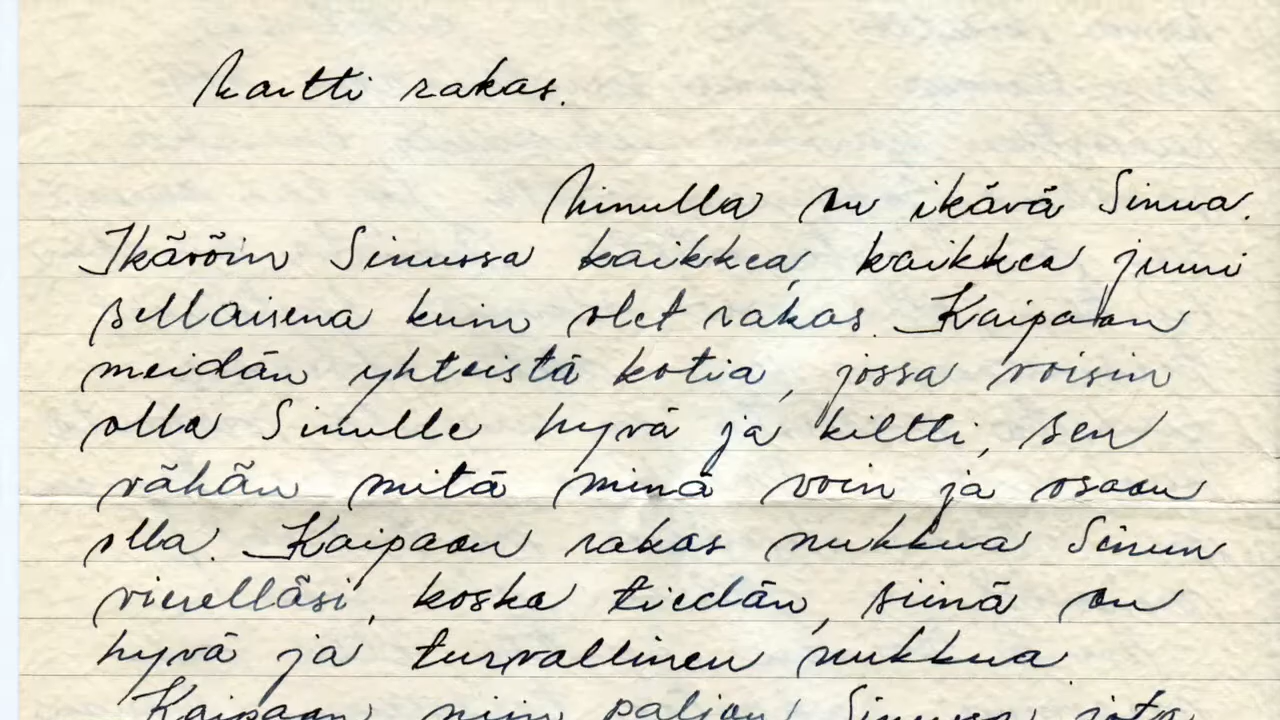 Martti rakas.
Minulla on ikävä Sinua.
Ikävöin Sinussa kaikkea, kaikkea juuri
sellaisena kuin olet rakas. Kaipaan
meidän yhteistä kotia, jossa voisin
olla Sinulle hyvä ja kiltti, sen
vähän mitä minä voin ja osaan
olla. Kaipaan rakas nukkua Sinun
vierelläsi, koska tiedän, siinä on
hyvä ja turvallinen nukkua
Kaipaan niin paljon